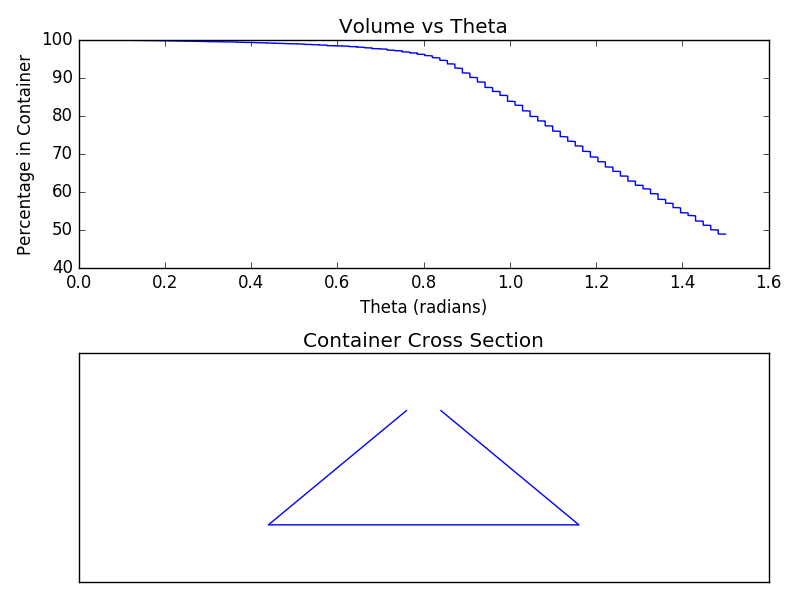 Volume vs Theta
100
90
80
70
60
50
40
Percentage in Container
0.0 0.2 0.4 0.6 0.8 1.0 1.2 1.4 1.6
Theta (radians)
Container Cross Section